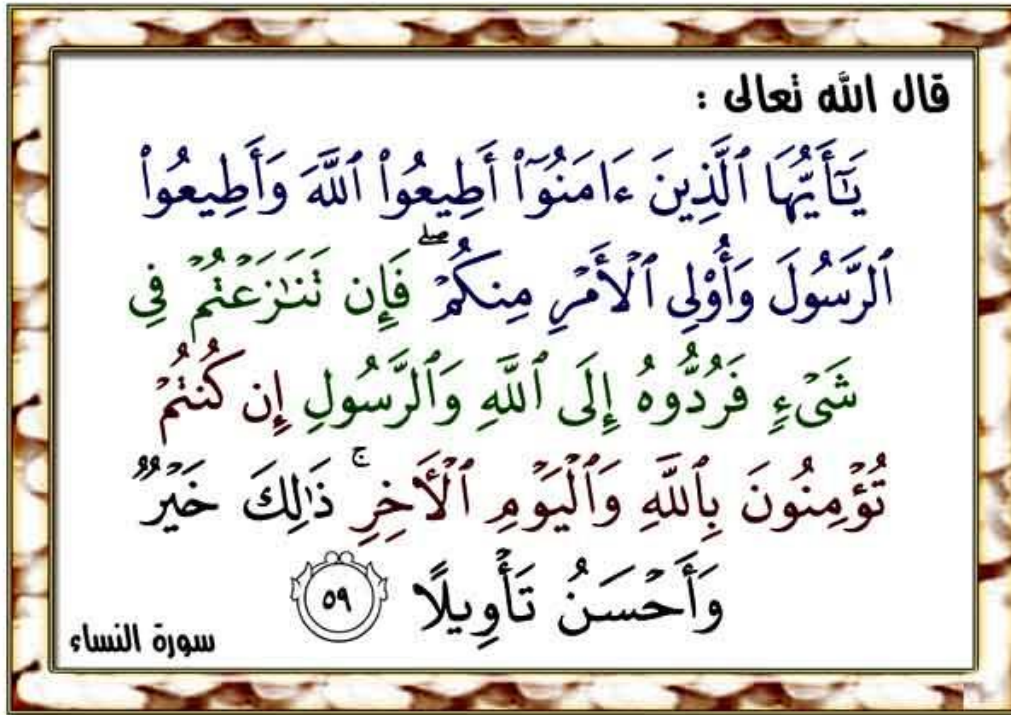 قال الله تعالى :
يَـٰٓأَيُّهَا ٱلَّذِينَ ءَامَنُوٓا۟ أَطِيعُوا۟ ٱللَّهَ وَأَطِيعُوا۟
ٱلرَّسُولَ وَأُو۟لِى ٱلْأَمْرِ مِنكُمْ ۖ فَإِن تَنَـٰزَعْتُمْ فِى
شَىْءٍ فَرُدُّوهُ إِلَى ٱللَّهِ وَٱلرَّسُولِ إِن كُنتُمْ
تُؤْمِنُونَ بِٱللَّهِ وَٱلْيَوْمِ ٱلْـَٔاخِرِ ۚ ذَٰلِكَ خَيْرٌ
وَأَحْسَنُ تَأْوِيلًا ٥٩
سورة النساء